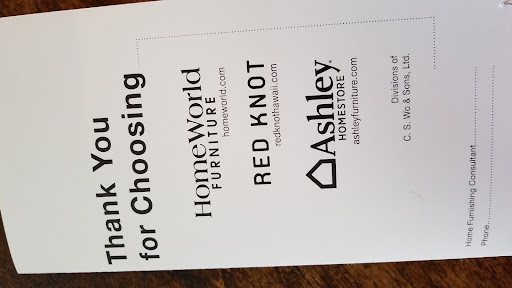 Thank You
for Choosing
HomeWorld
FURNITURE
homeworld.com
RED KNOT
redknothawaii.com
Ashley
HOMESTORE
ashleyfurniture.com
Divisions of
C. S. Wo & Sons, Ltd.
Home Furnishing Consultant
Phone